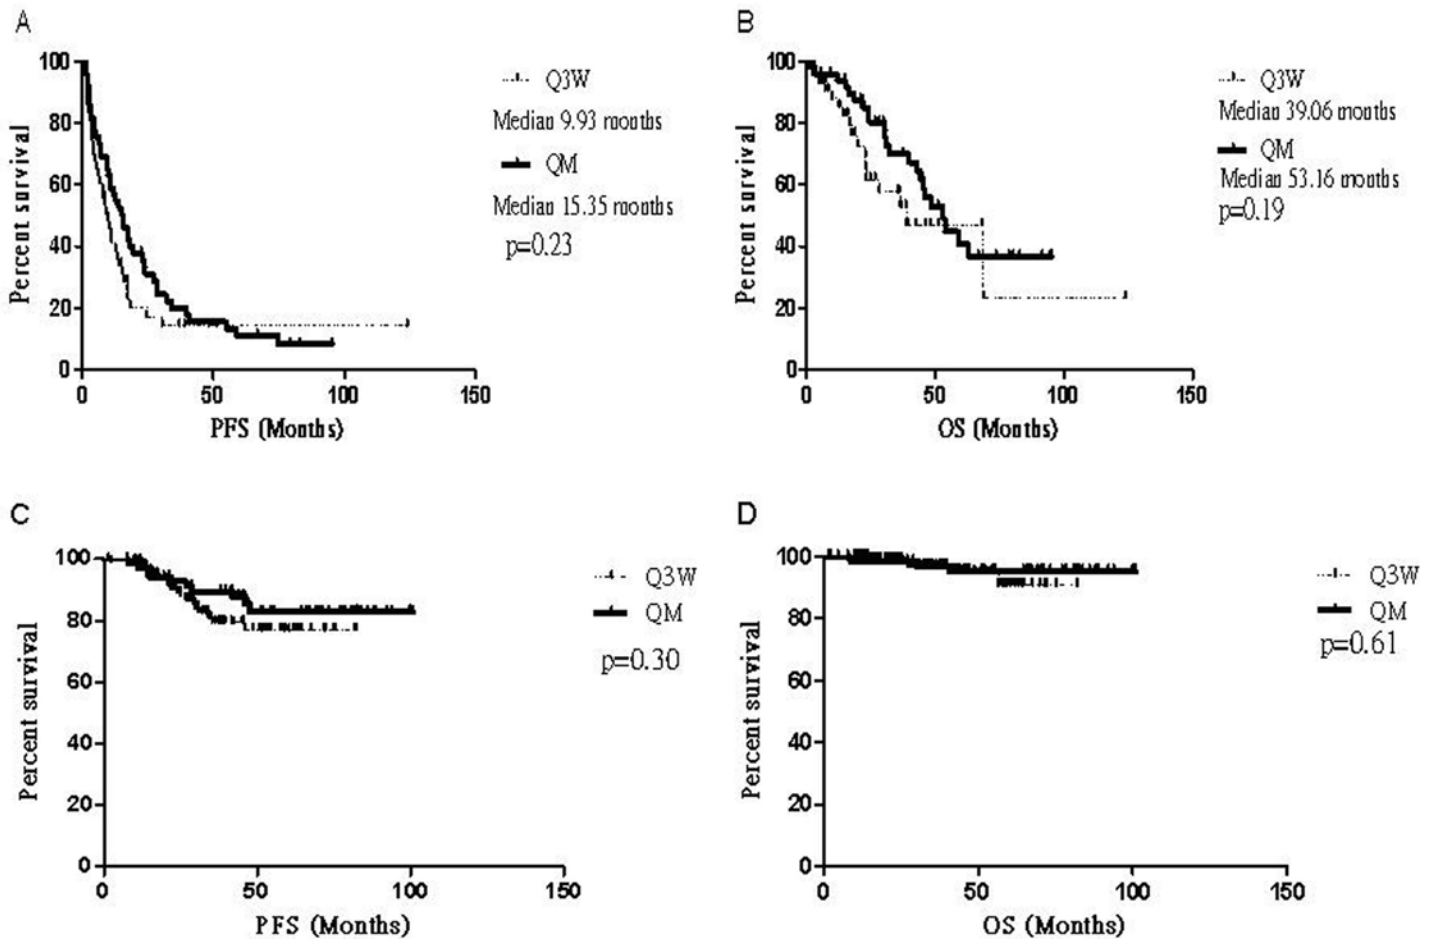 A
100
80
60
40
20
0
0 50 100 150
Percent survival
PFS (Months)
Q3W
Median 9.93 months
QM
Median 15.35 months
p=0.23
B
100
80
60
40
20
0
0 50 100 150
Percent survival
OS (Months)
Q3W
Median 39.06 months
QM
Median 53.16 months
p=0.19
C
100
80
60
40
20
0
0 50 100 150
Percent survival
PFS (Months)
Q3W
QM
p=0.30
D
100
80
60
40
20
0
0 50 100 150
Percent survival
OS (Months)
Q3W
QM
p=0.61